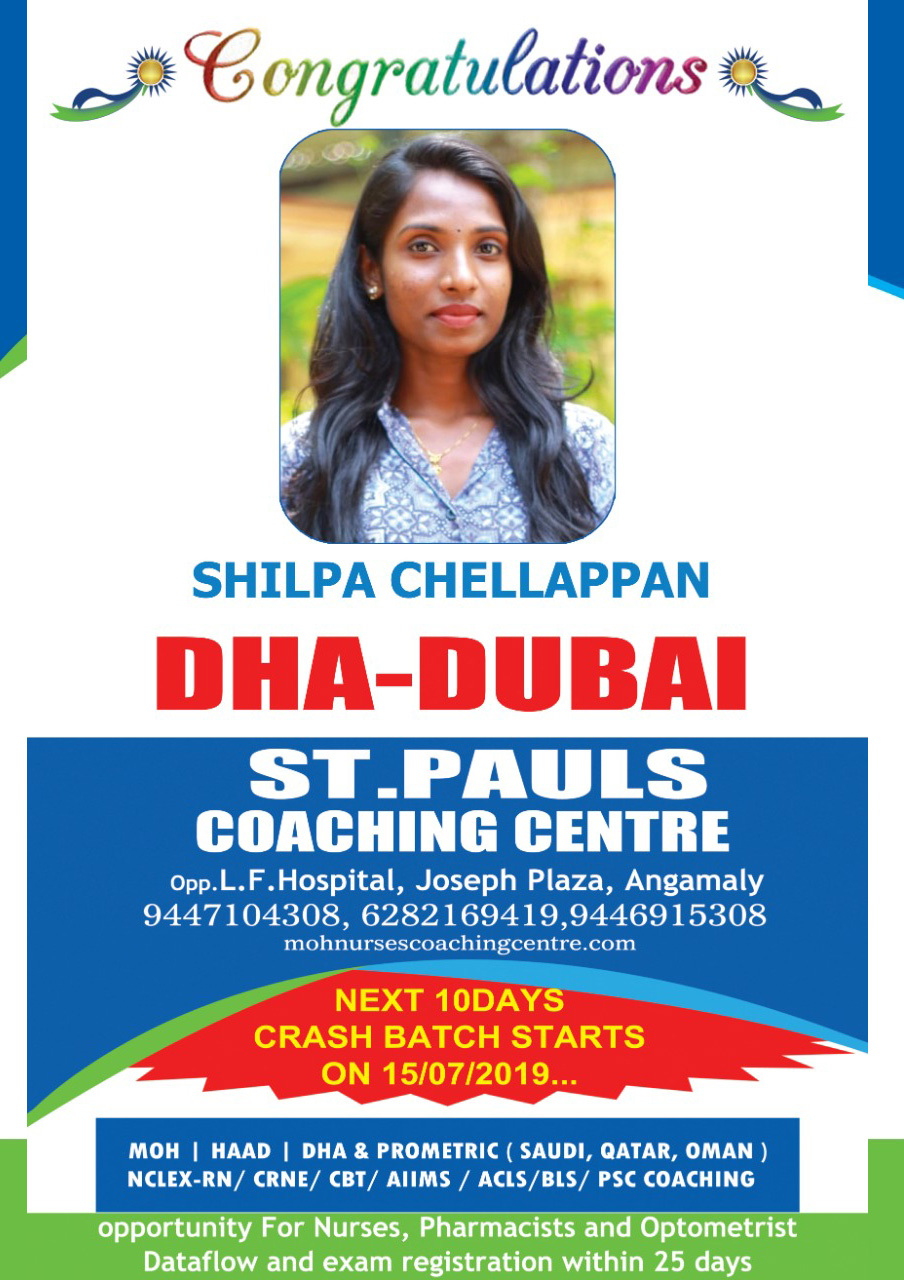 Congratulations
SHILPA CHELLAPPAN
DHA-DUBAI
ST.PAULS
COACHING CENTRE
Opp.L.F.Hospital, Joseph Plaza, Angamaly
9447104308, 6282169419,9446915308
mohnursescoachingcentre.com
NEXT 10DAYS
CRASH BATCH STARTS
ON 15/07/2019...
MOH | HAAD | DHA & PROMETRIC ( SAUDI, QATAR, OMAN )
NCLEX-RN/ CRNE/ CBT/ AIIMS / ACLS/BLS/ PSC COACHING
opportunity For Nurses, Pharmacists and Optometrist
Dataflow and exam registration within 25 days